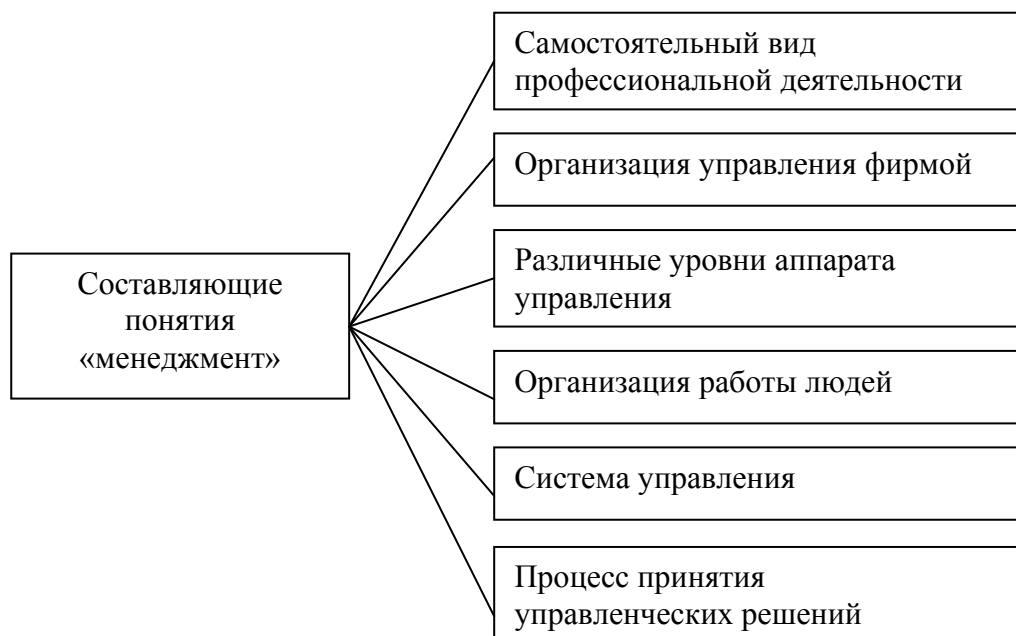 Самостоятельный вид
профессиональной деятельности
Организация управления фирмой
Различные уровни аппарата
управления
Составляющие
понятия
«менеджмент»
Организация работы людей
Система управления
Процесс принятия
управленческих решений